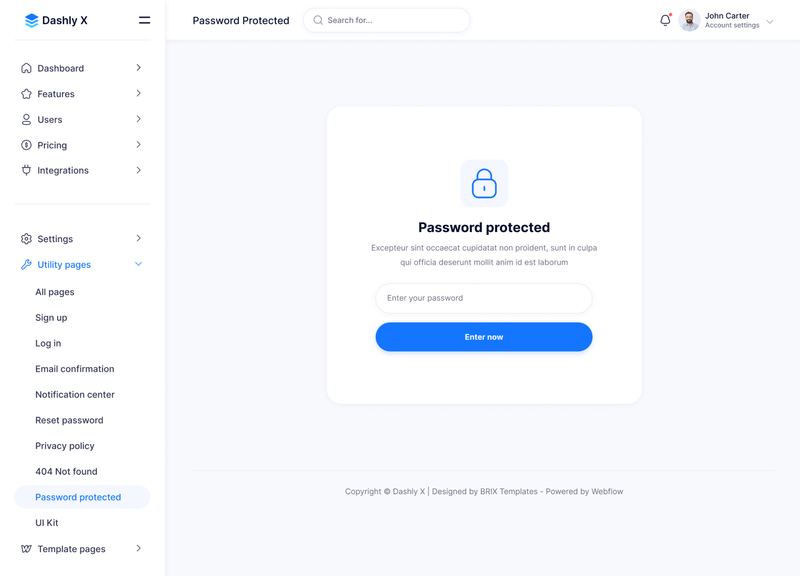 Dashly X
Password Protected
Search for...
John Carter
Account settings
Dashboard
Features
Users
Pricing
Integrations
Settings
Utility pages
All pages
Sign up
Log in
Email confirmation
Notification center
Reset password
Privacy policy
404 Not found
Password protected
UI Kit
Template pages
Password protected
Excepteur sint occaecat cupidatat non proident, sunt in culpa
qui officia deserunt mollit anim id est laborum
Enter your password
Enter now
Copyright © Dashly X | Designed by BRIX Templates - Powered by Webflow